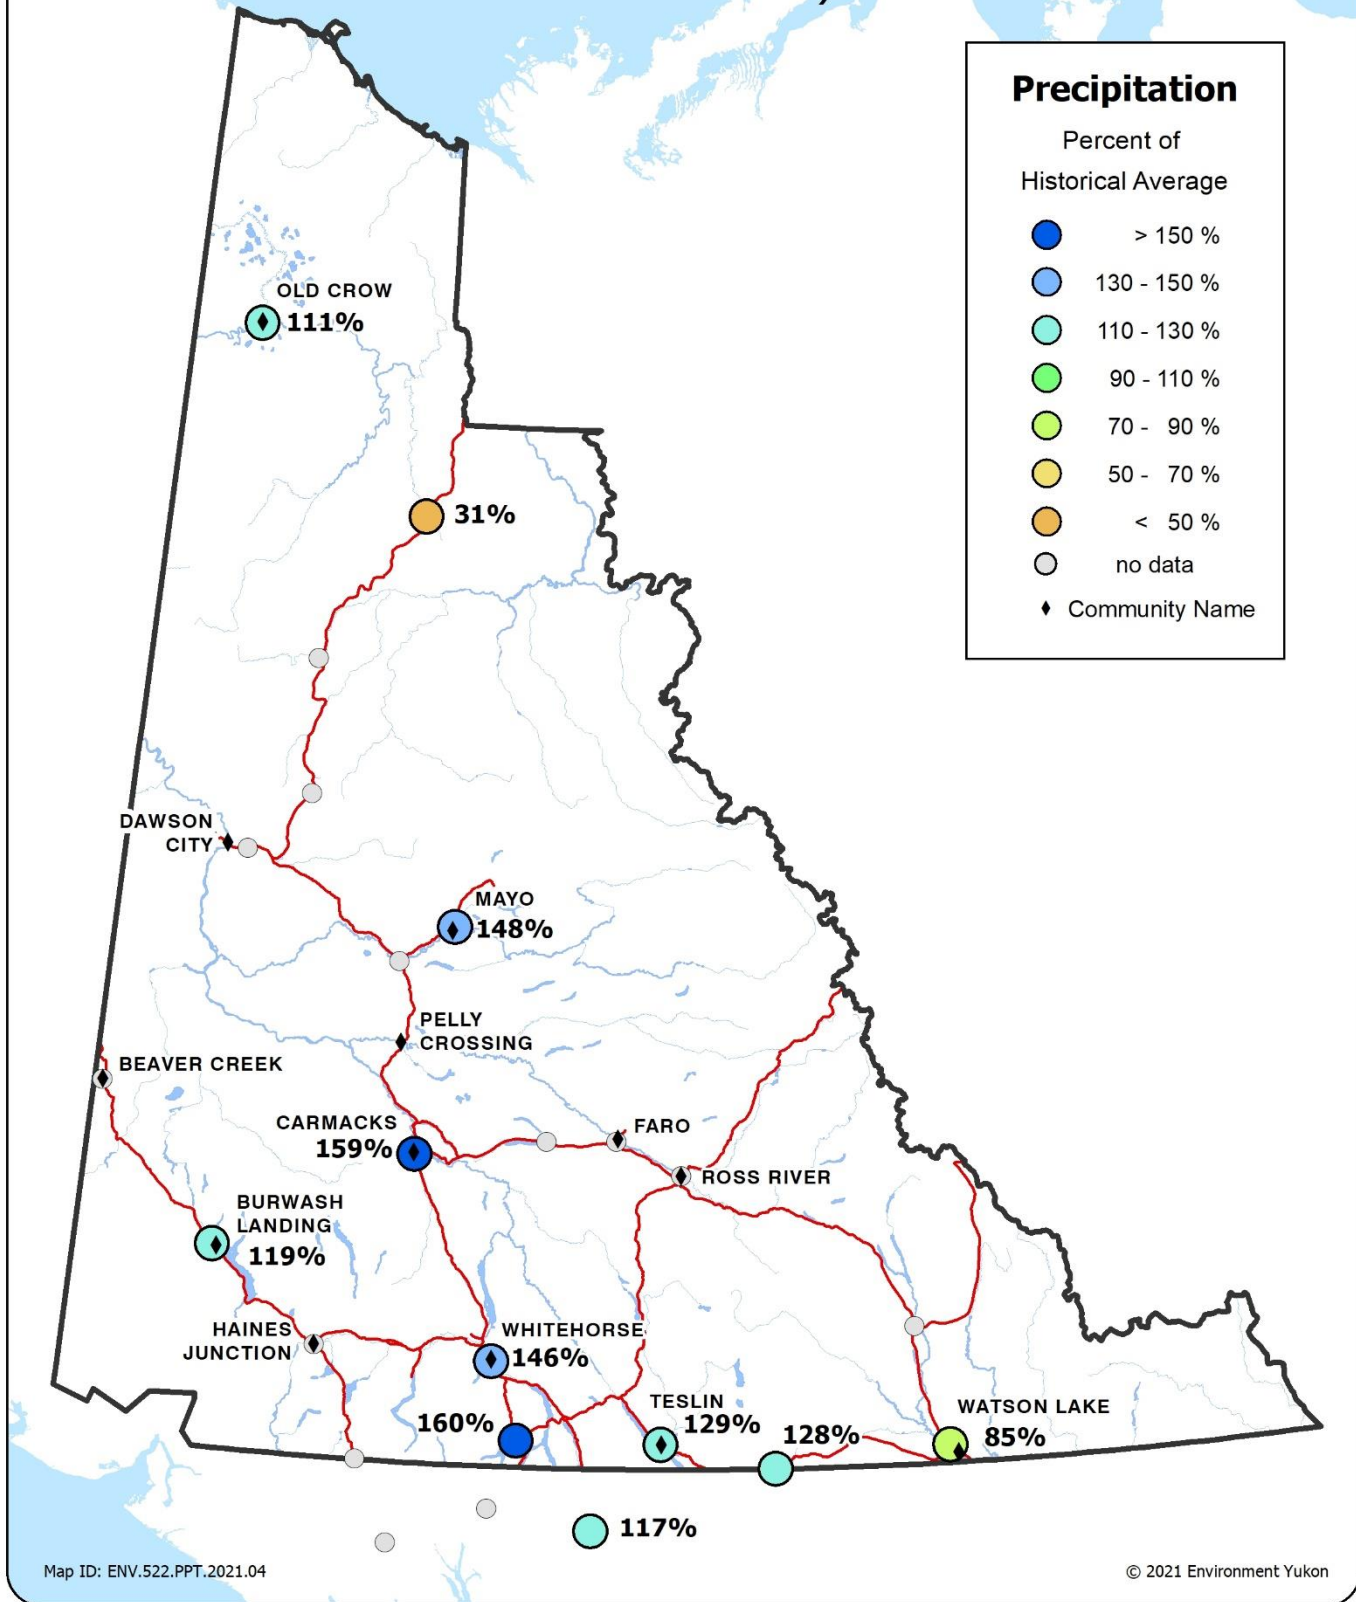 Precipitation
Percent of
Historical Average
> 150 %
130 - 150 %
110 - 130 %
90 - 110 %
70 - 90 %
50 - 70 %
< 50 %
no data
Community Name
OLD CROW
111%
31%
DAWSON
CITY
MAYO
148%
PELLY
CROSSING
BEAVER CREEK
CARMACKS
159%
FARO
ROSS RIVER
BURWASH
LANDING
119%
HAINES
JUNCTION
WHITEHORSE
146%
160%
TESLIN
129%
128%
WATSON LAKE
85%
117%
Map ID: ENV.522.PPT.2021.04
© 2021 Environment Yukon